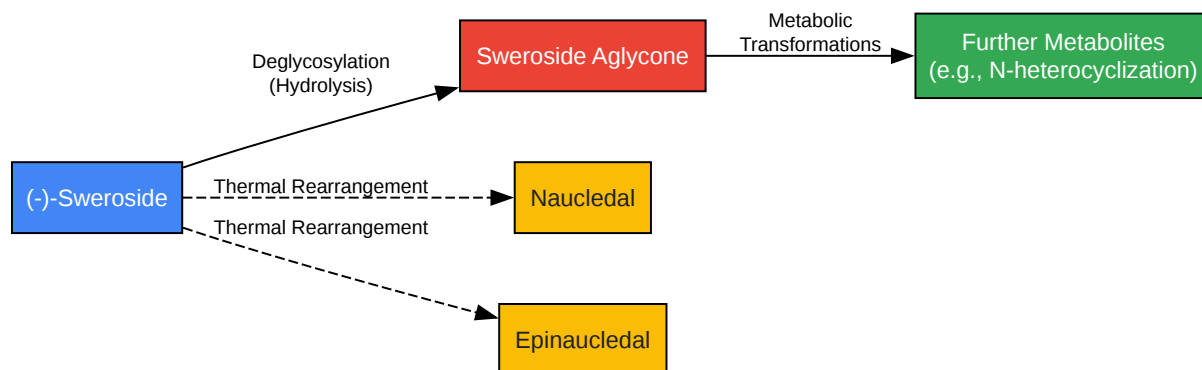 Deglycosylation
(Hydrolysis)
Sweroside Aglycone
Metabolic
Transformations
Further Metabolites
(e.g., N-heterocyclization)
(-)-Sweroside
Thermal Rearrangement
Naucledal
Thermal Rearrangement
Epinaucledal